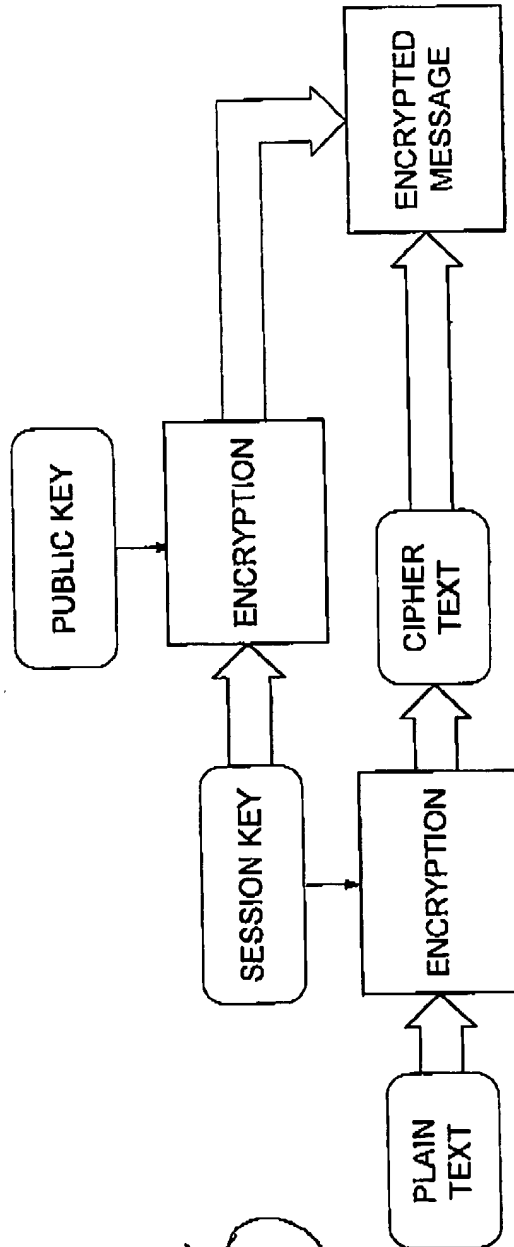 PUBLIC KEY
SESSION KEY
ENCRYPTION
PLAIN
TEXT
ENCRYPTION
CIPHER
TEXT
ENCRYPTED
MESSAGE